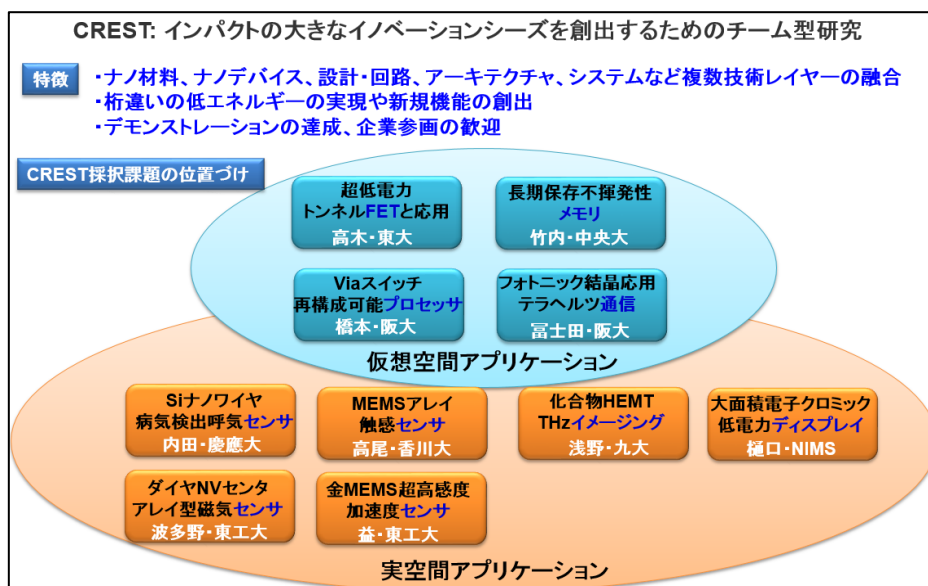 CREST: インパクトの大きなイノベーションシーズを創出するためのチーム型研究
特徴
・ナノ材料、ナノデバイス、設計・回路、アーキテクチャ、システムなど複数技術レイヤーの融合
・桁違いの低エネルギーの実現や新規機能の創出
・デモンストレーションの達成、企業参画の歓迎
CREST採択課題の位置づけ
超低電力
トンネルFETと応用
高木・東大
長期保存不揮発性
メモリ
竹内・中央大
Viaスイッチ
再構成可能プロセッサ
橋本・阪大
フォトニック結晶応用
テラヘルツ通信
冨士田・阪大
仮想空間アプリケーション
Siナノワイヤ
病気検出呼気センサ
内田・慶應大
MEMSアレイ
触感センサ
高尾・香川大
化合物HEMT
THzイメージング
浅野・九大
大面積電子クロミック
低電力ディスプレイ
樋口・NIMS
ダイヤNVセンタ
アレイ型磁気センサ
波多野・東工大
金MEMS超高感度
加速度センサ
益・東工大
実空間アプリケーション